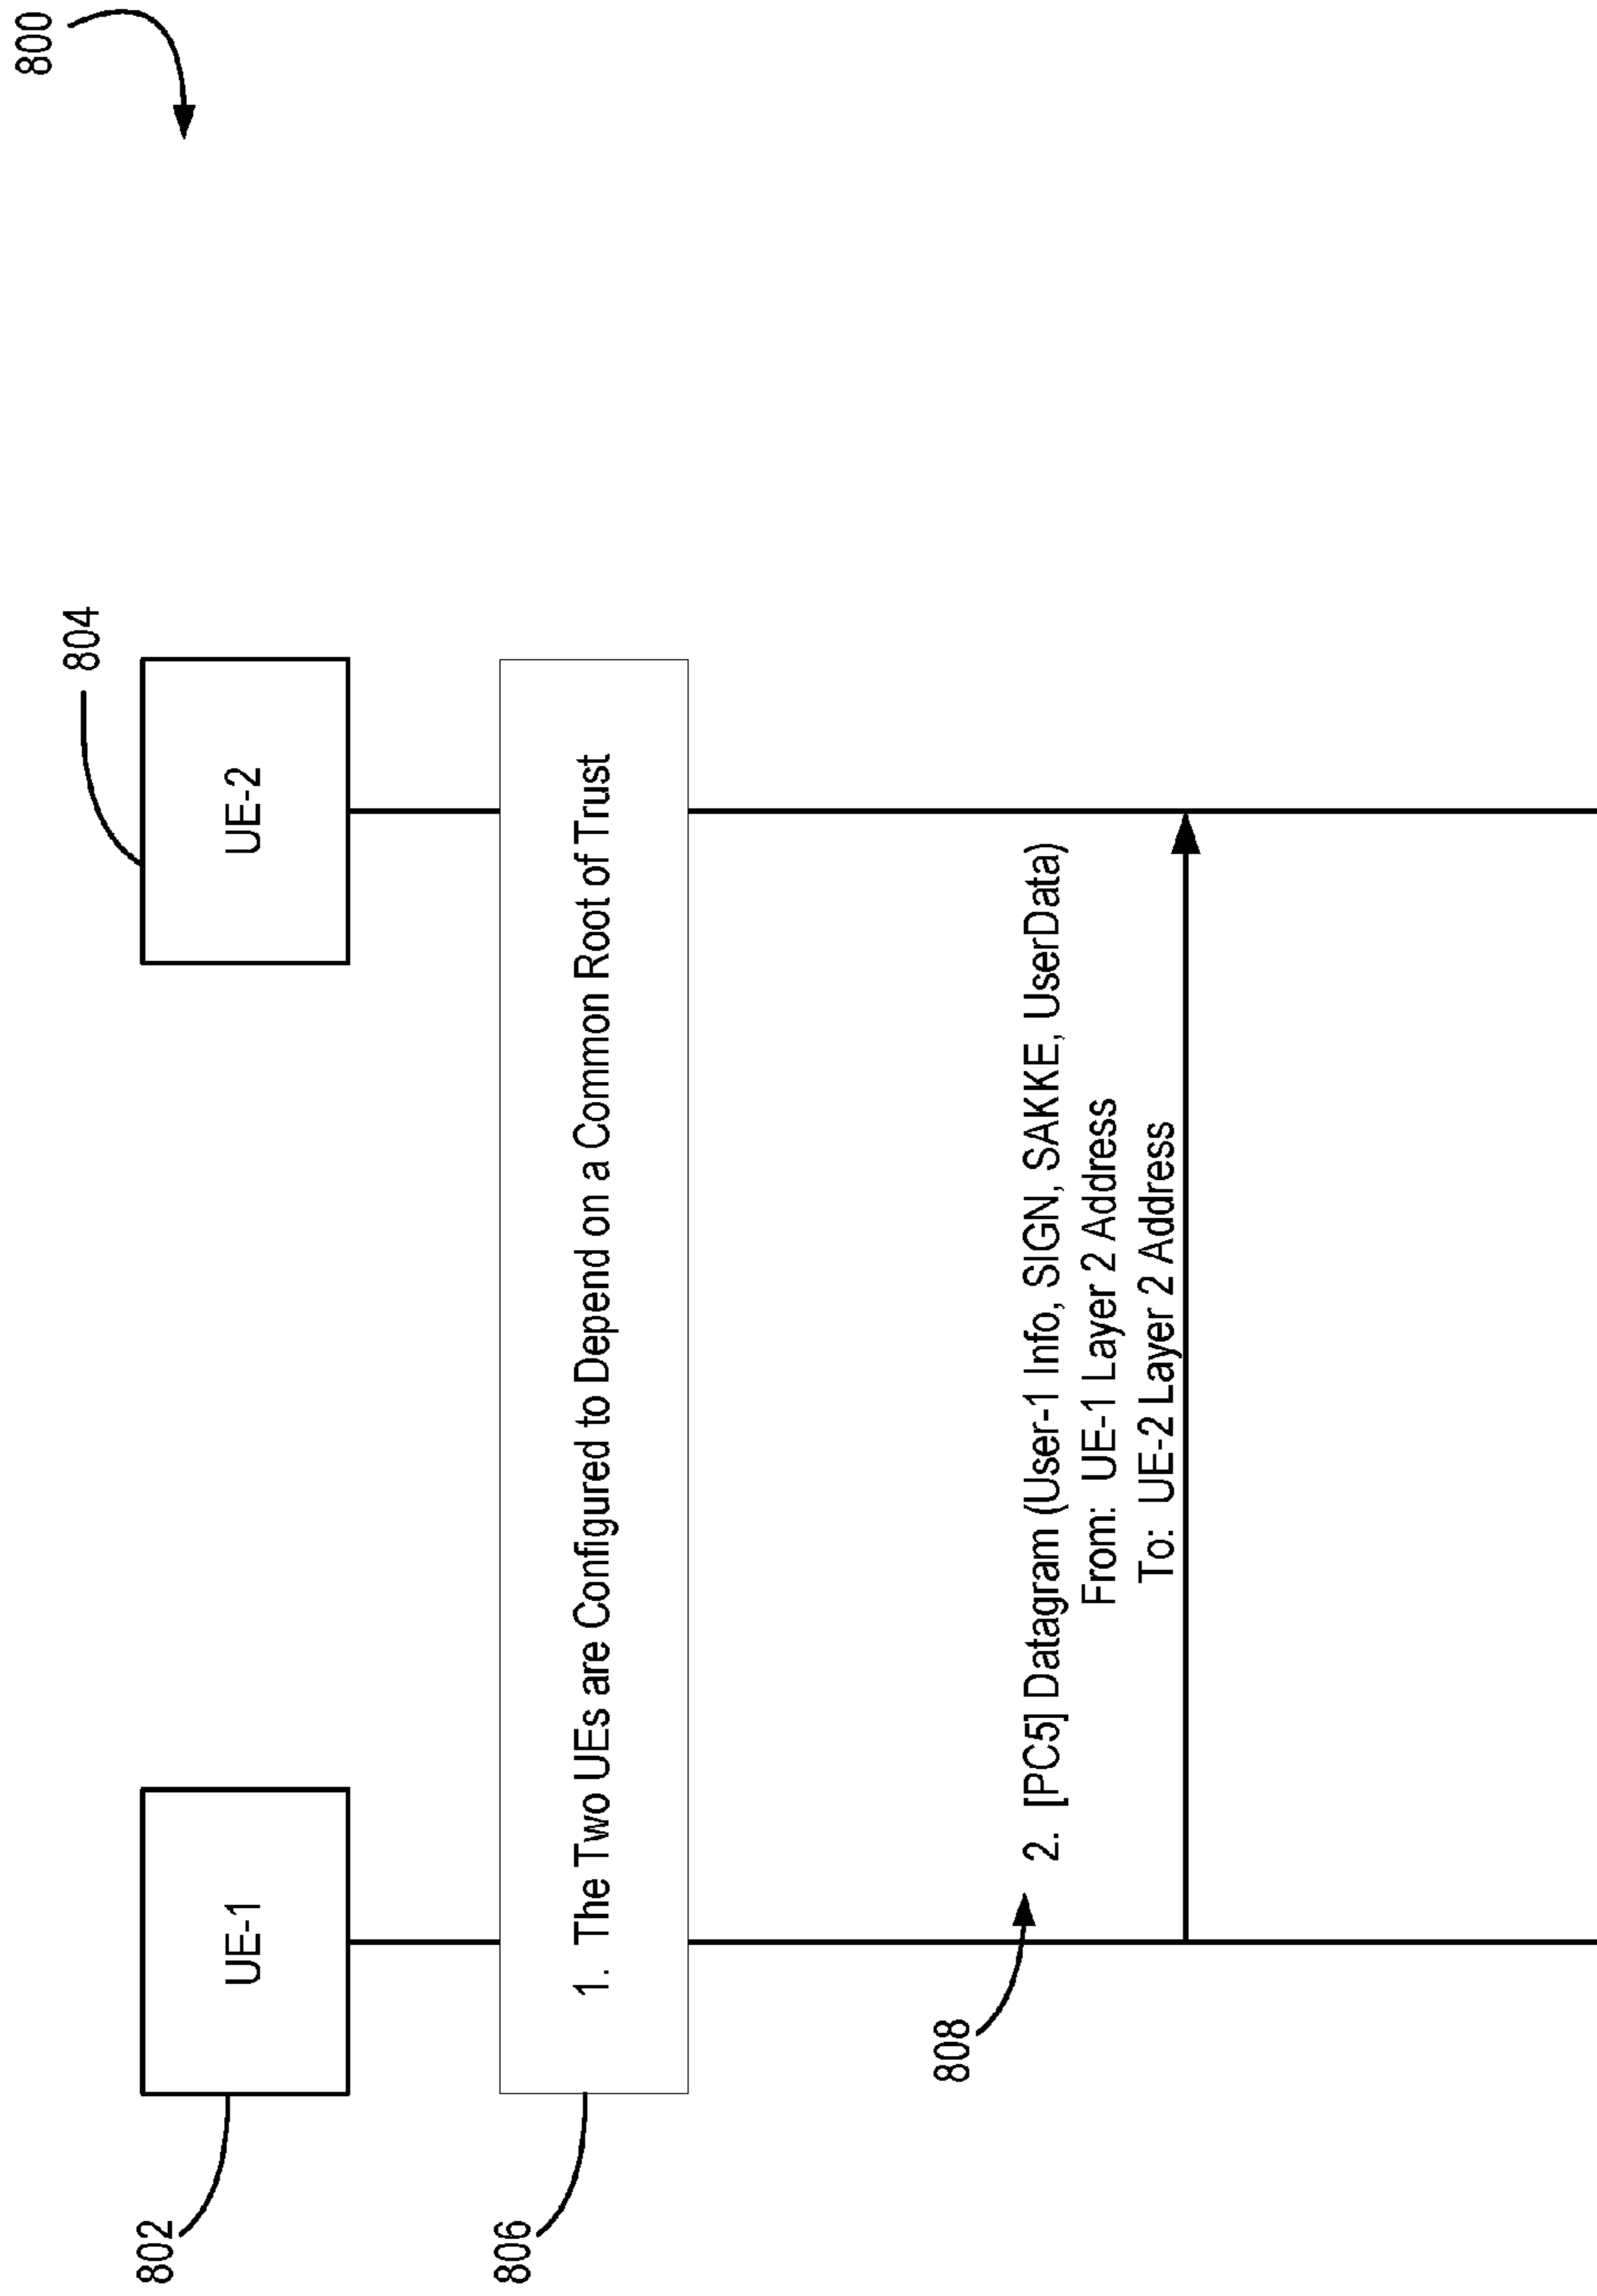 800
804
802
UE-1
UE-2
806
1. The Two UEs are Configured to Depend on a Common Root of Trust
808
2. [PC5] Datagram (User-1 Info, SIGN, SAKKE, UserData)
From: UE-1 Layer 2 Address
To: UE-2 Layer 2 Address